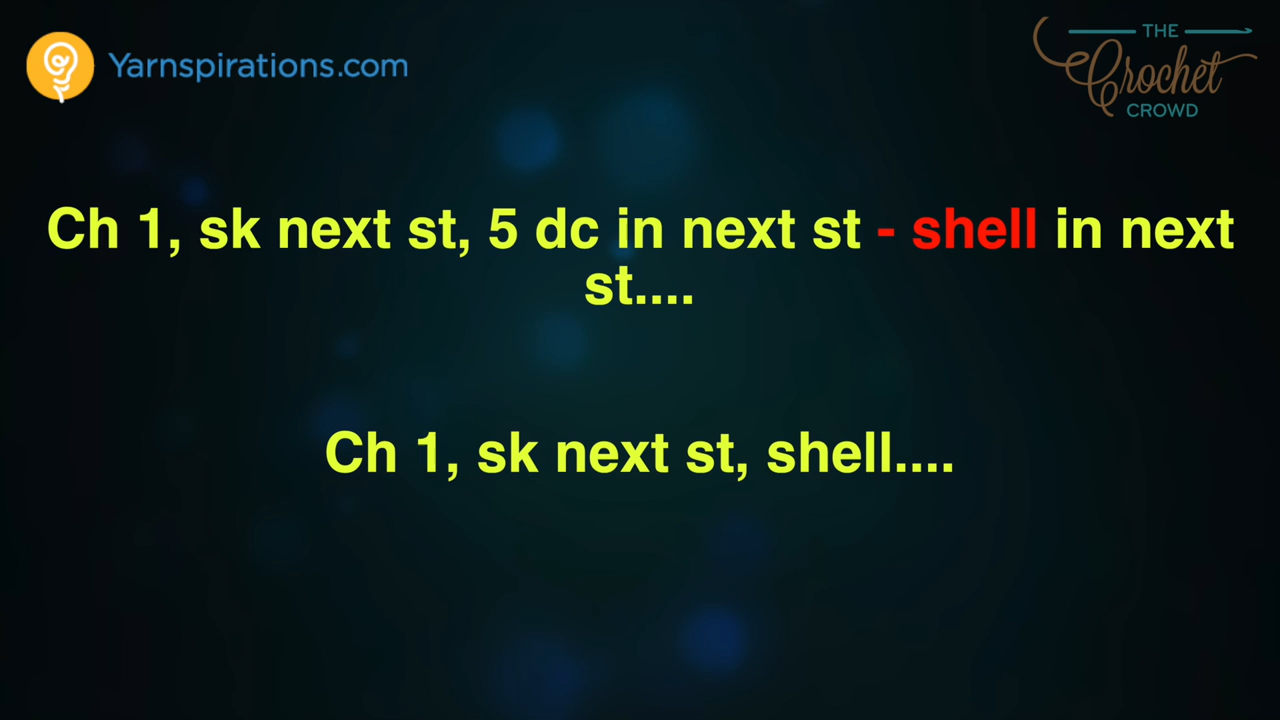 Yarnspirations.com
THE
Crochet
CROWD
Ch 1, sk next st, 5 dc in next st - shell in next
st....
Ch 1, sk next st, shell....